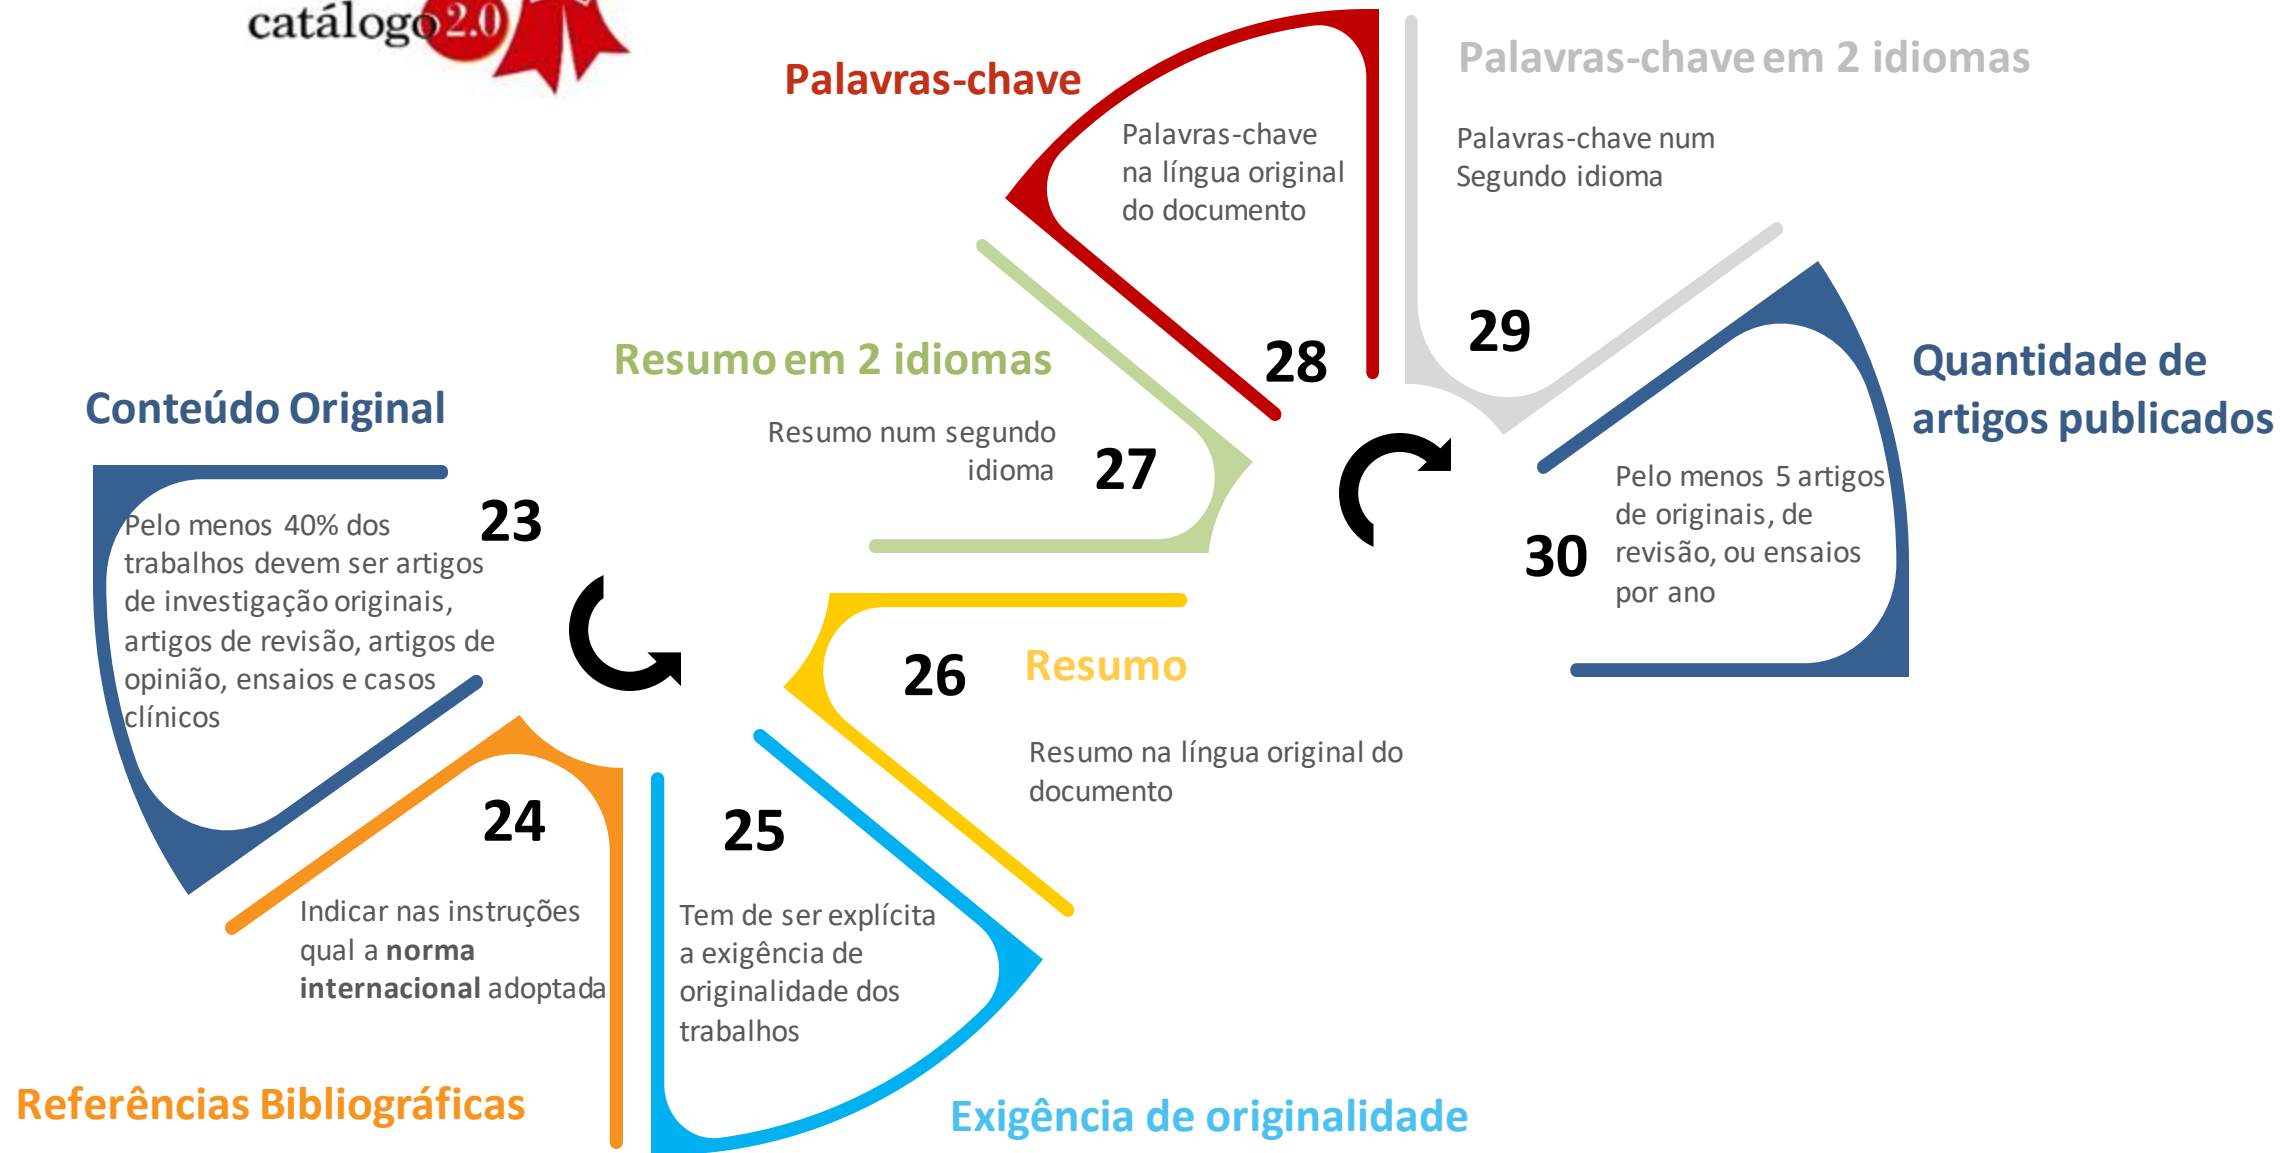 catálogo 2.0
Conteúdo Original
23
Pelo menos 40% dos
trabalhos devem ser artigos
de investigação originais,
artigos de revisão, artigos de
opinião, ensaios e casos
clínicos
24
Indicar nas instruções
qual a norma
internacional adoptada
Referências Bibliográficas
25
Tem de ser explícita
a exigência de
originalidade dos
trabalhos
Exigência de originalidade
26
Resumo
Resumo na língua original do
documento
Resumo em 2 idiomas
Resumo num segundo
idioma
27
Palavras-chave
Palavras-chave
na língua original
do documento
28
Palavras-chave em 2 idiomas
Palavras-chave num
Segundo idioma
29
Quantidade de
artigos publicados
30
Pelo menos 5 artigos
de originais, de
revisão, ou ensaios
por ano